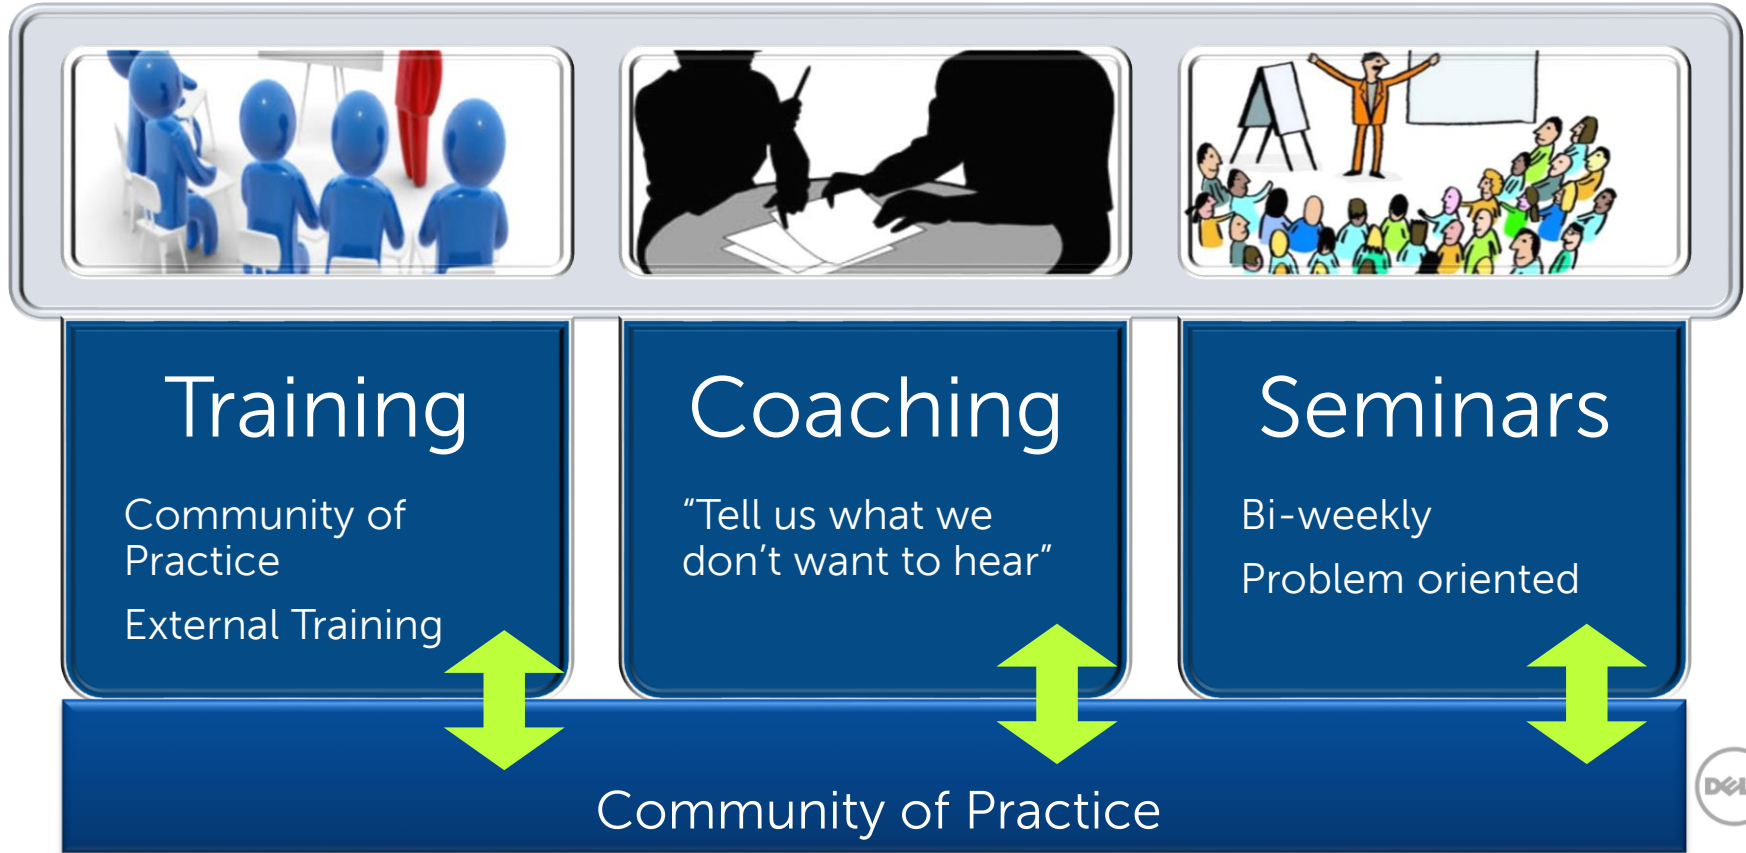 Training
Community of
Practice
External Training
Coaching
“Tell us what we
don’t want to hear”
Seminars
Bi-weekly
Problem oriented
Community of Practice